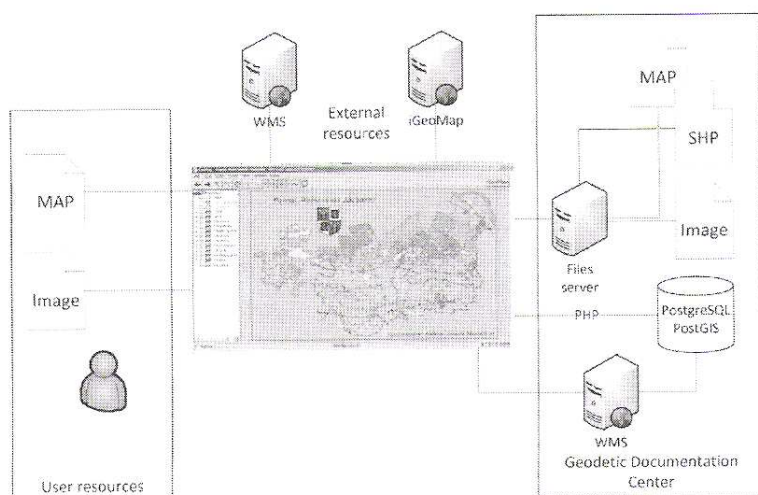 WMS
External
resources
iGeoMap
MAP
Image
User resources
MAP
SHP
Image
Files
server
PHP
PostgreSQL
PostGIS
WMS
Geodetic Documentation
Center